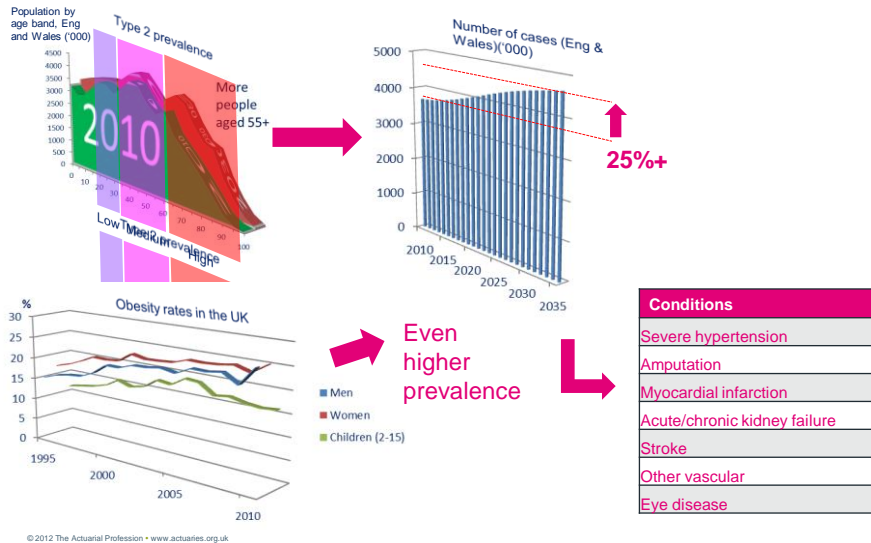 Population by
age band, Eng
and Wales ('000)
Type 2 prevalence
4500
4000
3500
3000
2500
2000
1500
1000
500
0
2010
More
people
aged 55+
0 10 20 30 40 50 60 70 80 90 100
Low Medium High
Type 2 prevalence
Number of cases (Eng &
Wales)('000)
5000
4000
3000
2000
1000
0
2010 2015 2020 2025 2030 2035
25%+
Obesity rates in the UK
%
30
25
20
15
10
5
0
1995 2000 2005 2010
Men
Women
Children (2-15)
Even
higher
prevalence
Conditions
Severe hypertension
Amputation
Myocardial infarction
Acute/chronic kidney failure
Stroke
Other vascular
Eye disease
© 2012 The Actuarial Profession • www.actuaries.org.uk